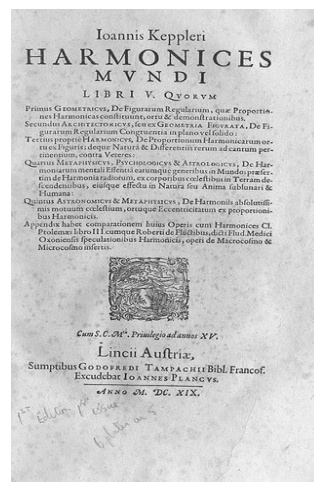 Ioannis Keppleri
HARMONICES
MVNDI
LIBRI V. QVORVM
Primus GEOMETRICVS, De Figurarum Regularium, quæ Proportio-
nes Harmonicas constituunt, ortu & demonstrationibus.
Secundus ARCHITECTONICVS, seu ex GEOMETRIA FIGVRATA, De Fi-
gurarum Regularium Congruentia in plano vel solido:
Tertius proprie HARMONICVS, De Proportionum Harmonicarum or-
tu ex Figuris; deque Naturâ & Differentiis rerum ad cantum per-
tinentium, contra Veteres:
Quartus METAPHYSICVS, PSYCHOLOGICVS & ASTROLOGICVS, De Har-
moniarum mentali Essentiâ earumque generibus in Mundo; præser-
tim de Harmonia radiorum, ex corporibus cœlestibus in Terram de-
scendentibus, eiusque effectu in Natura seu Anima sublunari &
Humana:
Quintus ASTRONOMICVS & METAPHYSICVS, De Harmoniis absolutissi-
mis motuum cœlestium, ortuque Eccentricitatum ex proportioni-
bus Harmonicis.
Appendix habet comparationem huius Operis cum Harmonices Cl.
Ptolemæi libro III cumque Roberti de Fluctibus, dicti Flud. Medici
Oxoniensis speculationibus Harmonicis, operi de Macrocosmo &
Microcosmo insertis.
Cum S. C. Mtis. Privilegio ad annos XV.
Lincii Austriæ,
Sumptibus GODOFREDI TAMPACHII Bibl. Francof.
Excudebat IOANNES PLANCVS.
ANNO M. DC. XIX.
1st Edition 1st issue